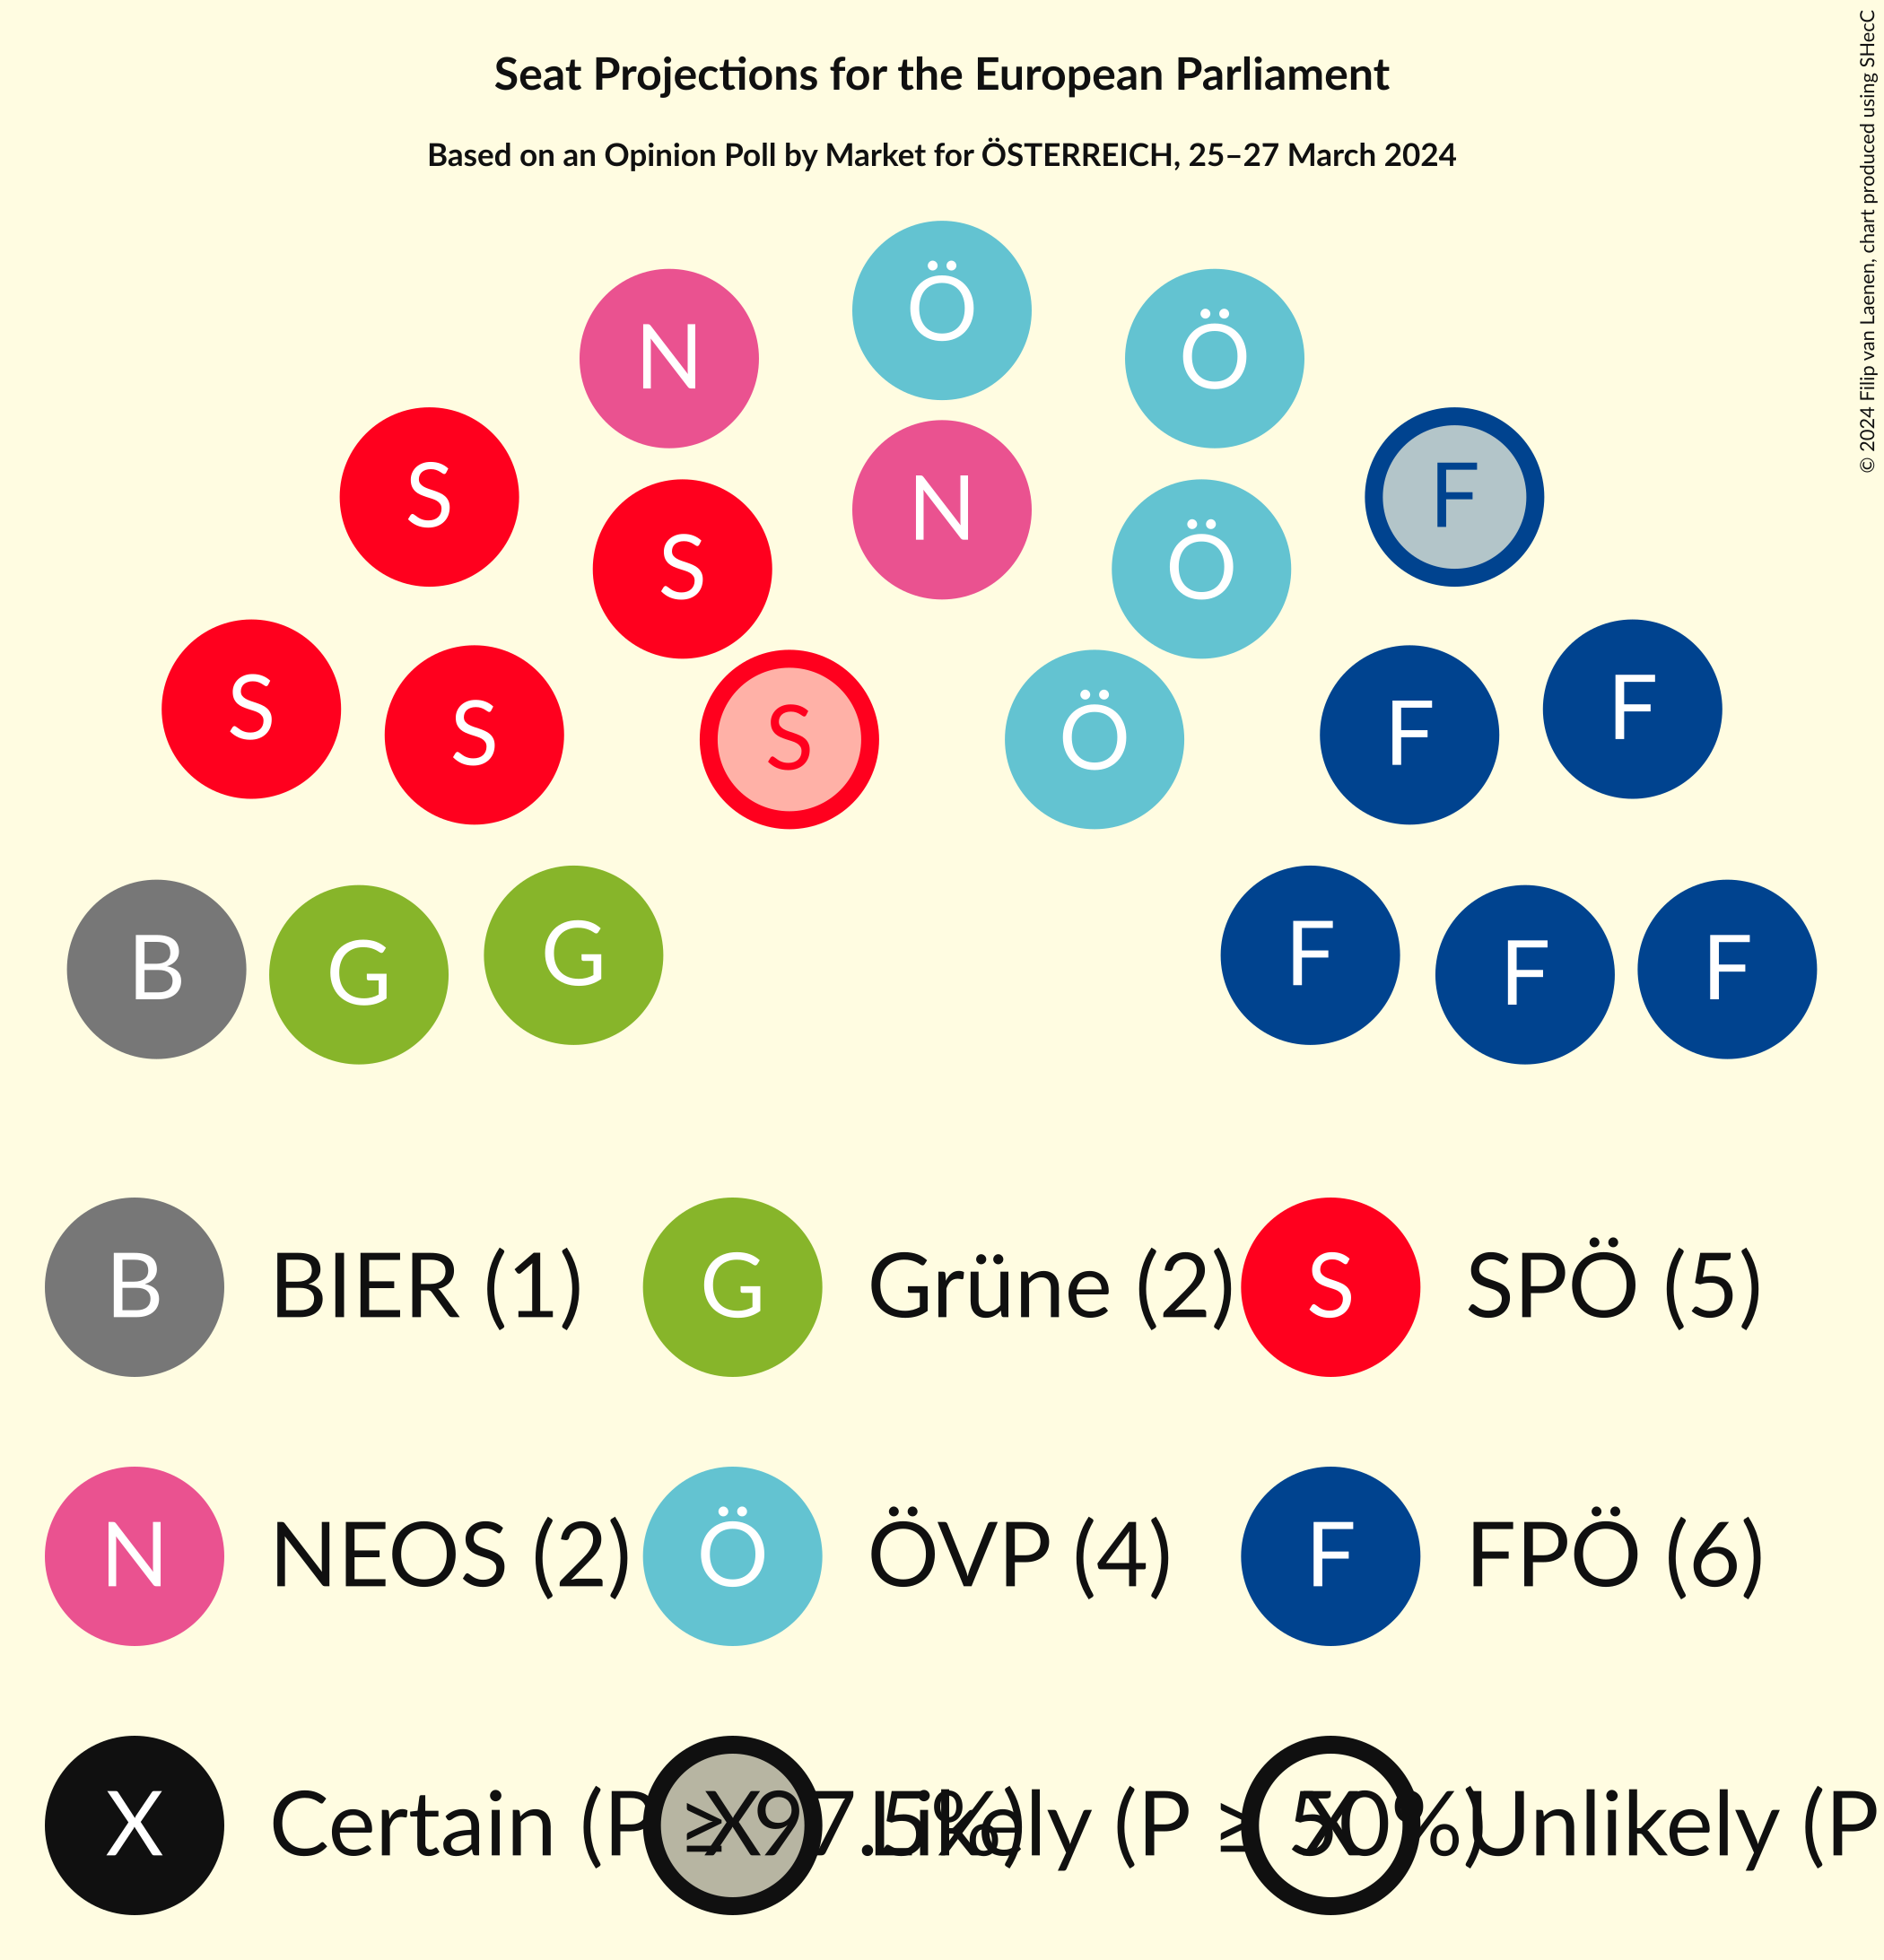 Seat Projections for the European Parliament
Based on an Opinion Poll by Market for ÖSTERREICH, 25–27 March 2024
© 2024 Filip van Laenen, chart produced using SHecC
Ö
N Ö
S N F
S Ö
S S S Ö F F
B G G F F F
B BIER (1) G Grüne (2) S SPÖ (5)
N NEOS (2) Ö ÖVP (4) F FPÖ (6)
X Certain (P ≥ 97.5%) X Likely (P ≥ 50%) X Unlikely (P